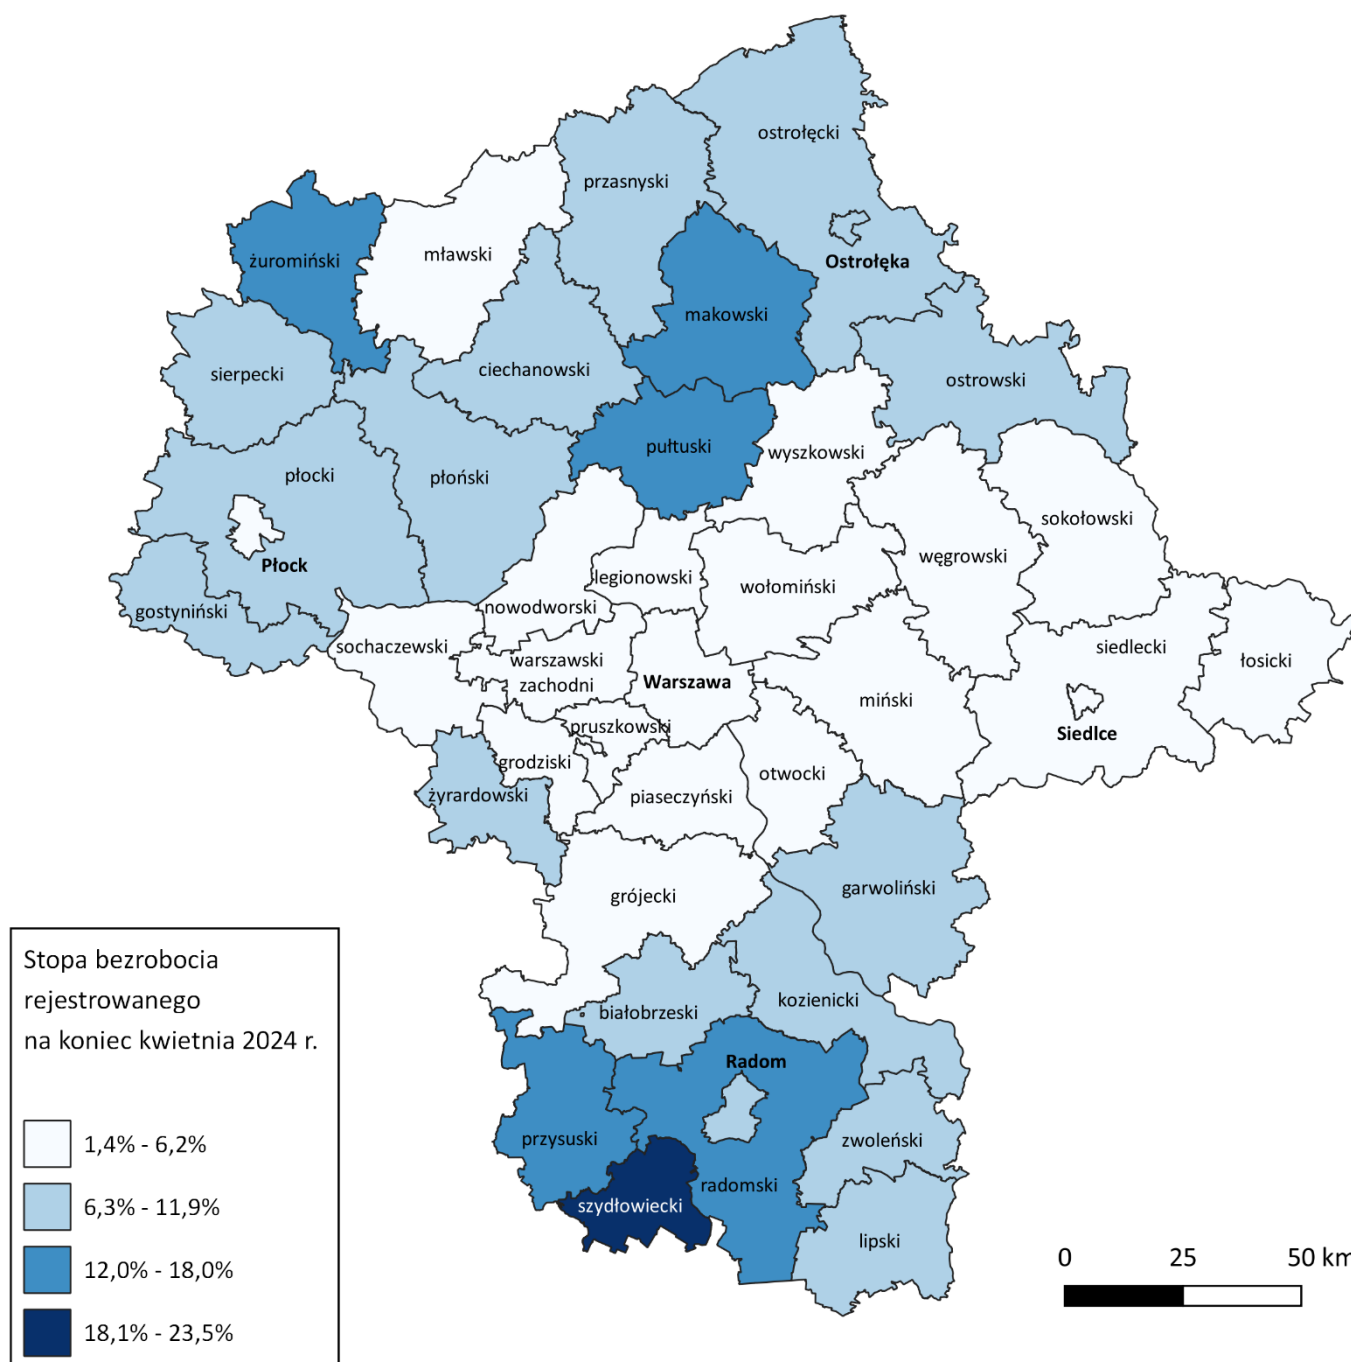 ostrołęcki
przasnyski
Ostrołęka
żuromiński
mławski
makowski
sierpecki
ciechanowski
ostrowski
pułtuski
wyszkowski
płocki
płoński
sokołowski
węgrowski
Płock
legionowski
wołomiński
gostyniński
nowodworski
sochaczewski
siedlecki
warszawski
zachodni
łosicki
Warszawa
miński
pruszkowski
Siedlce
grodziski
otwocki
żyrardowski
piaseczyński
garwoliński
grójecki
kozienicki
białobrzeski
Radom
przysuski
zwoleński
radomski
szydłowiecki
lipski
Stopa bezrobocia
rejestrowanego
na koniec kwietnia 2024 r.
1,4% - 6,2%
6,3% - 11,9%
12,0% - 18,0%
18,1% - 23,5%
0 25 50 km